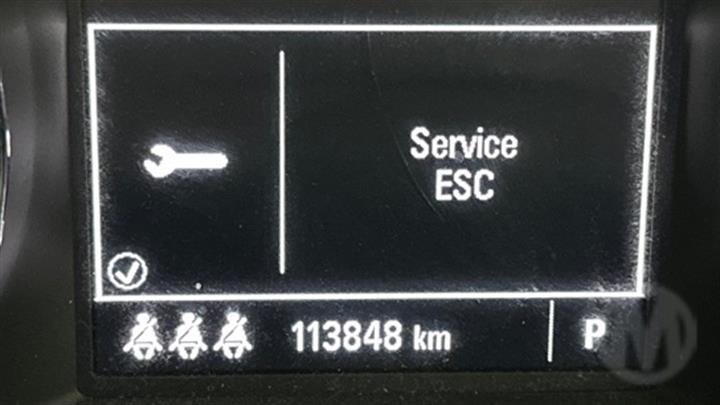 Service
ESC
113848 km
P
M